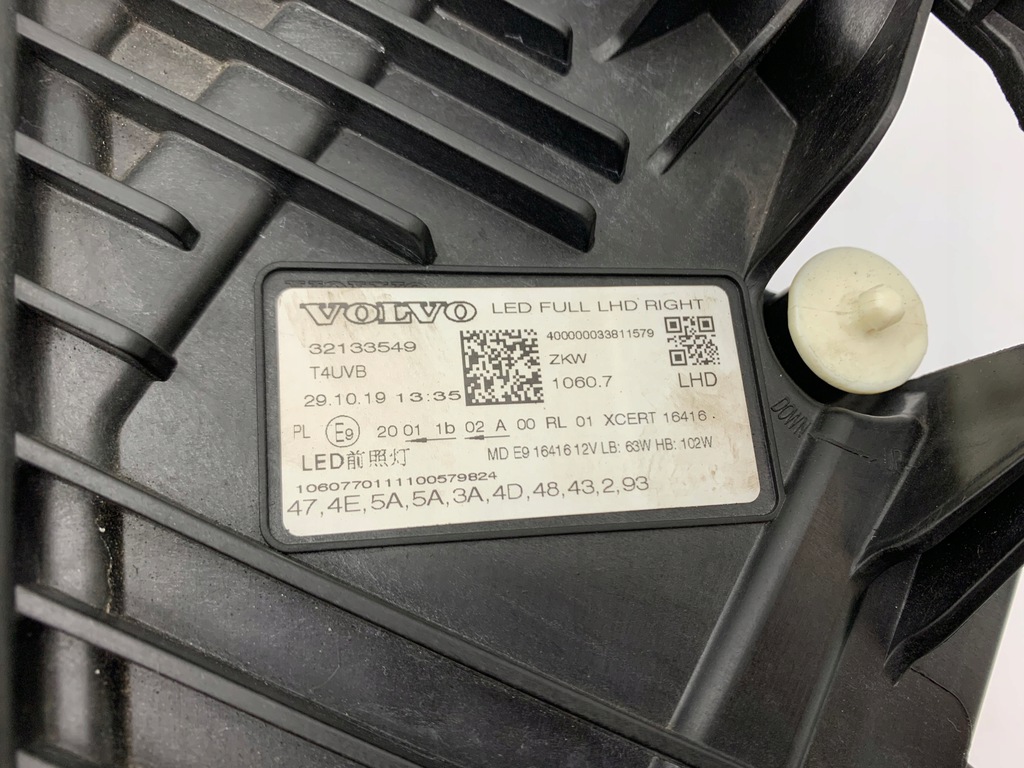 VOLVO LED FULL LHD RIGHT
32133549
400000033811579
T4UVB
ZKW
29.10.19 13:35
1060.7
LHD
PL E9 20 01 1b 02 A 00 RL 01 XCERT 16416
LED前照灯
MD E9 16416 12V LB: 63W HB: 102W
1060770111100579824
47,4E,5A,5A,3A,4D,48,43,2,93
DOWN